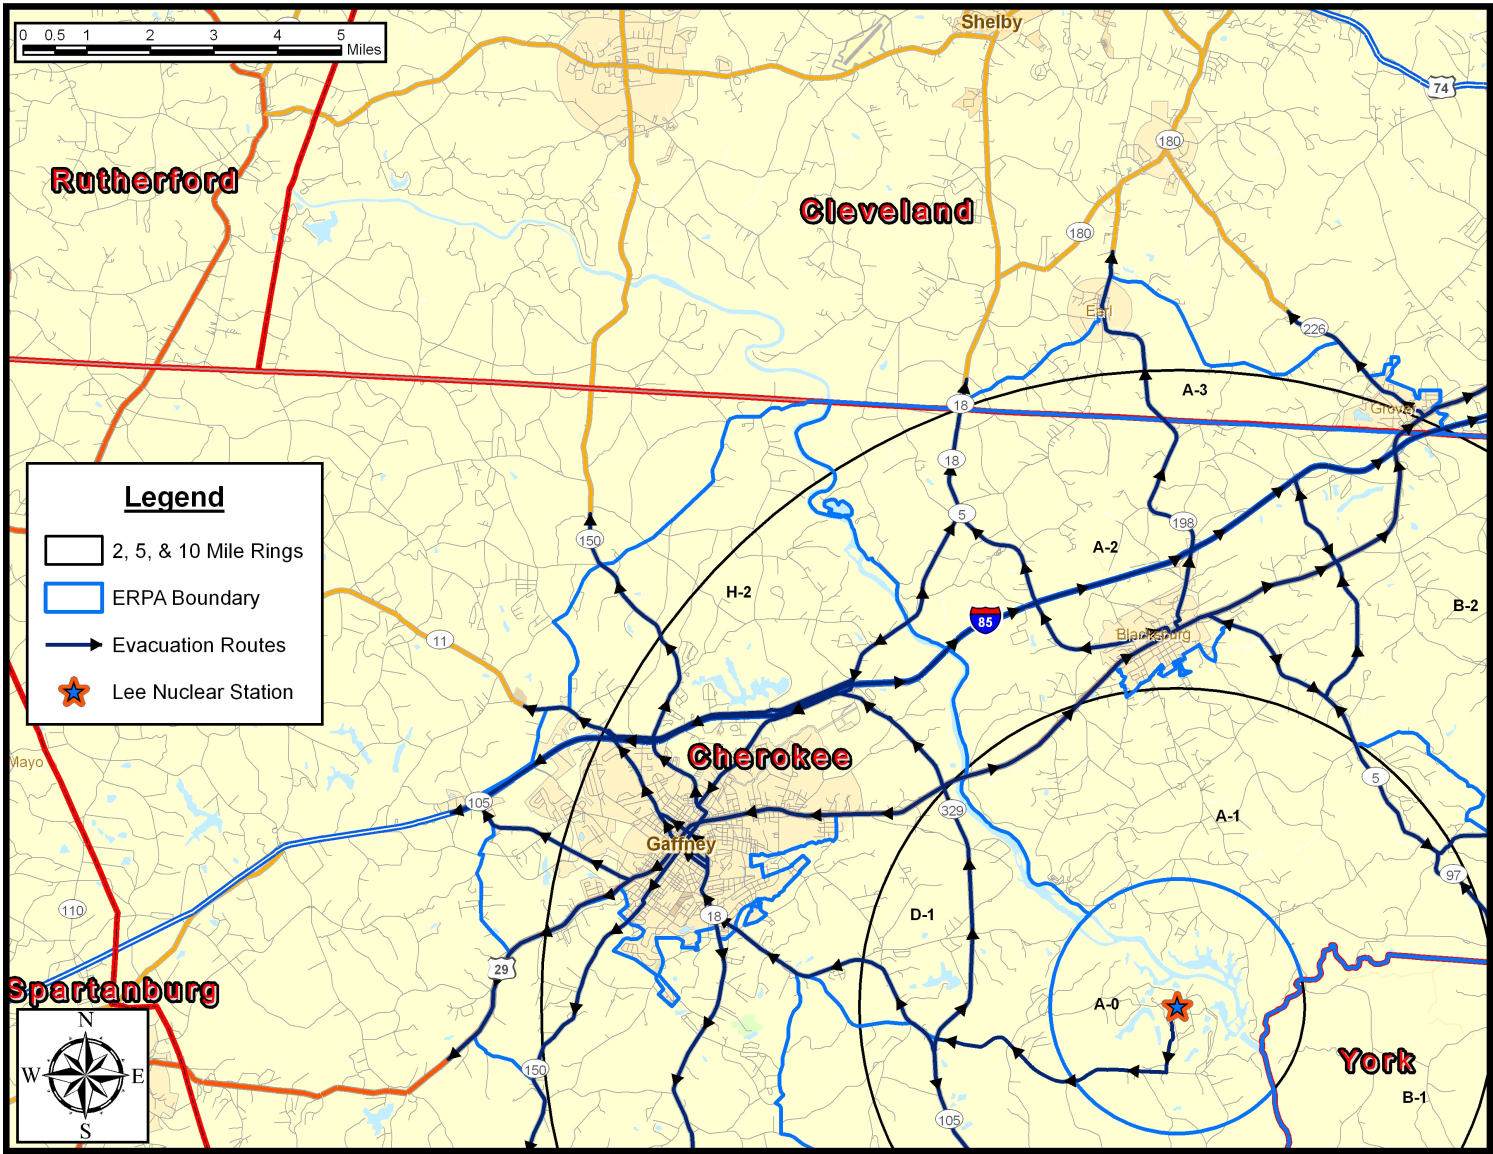 Shelby
0 0.5 1 2 3 4 5
Miles
74
180
Rutherford
Cleveland
180
Earl
226
A-3
18
Grover
18
5
198
Legend
2, 5, & 10 Mile Rings
ERPA Boundary
Evacuation Routes
Lee Nuclear Station
150
A-2
H-2
B-2
85
11
Blacksburg
Cherokee
Mayo
5
105
329
A-1
Gaffney
97
110
18
D-1
29
Spartanburg
A-0
N
W E
S
York
150
B-1
105